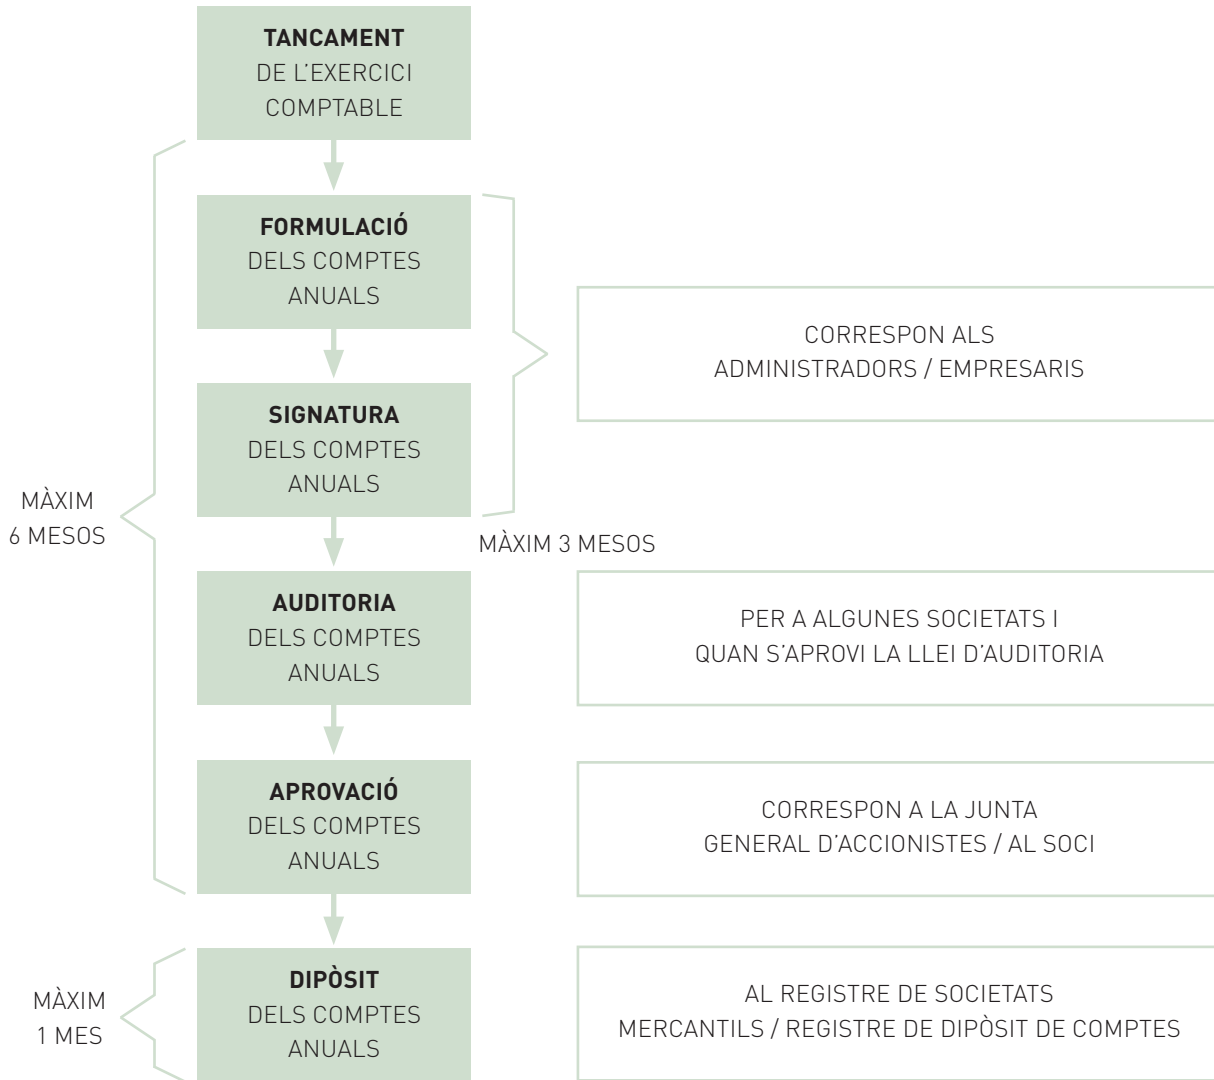 TANCAMENT
DE L'EXERCICI
COMPTABLE
FORMULACIÓ
DELS COMPTES
ANUALS
CORRESPON ALS
ADMINISTRADORS / EMPRESARIS
SIGNATURA
DELS COMPTES
ANUALS
MÀXIM
6 MESOS
MÀXIM 3 MESOS
AUDITORIA
DELS COMPTES
ANUALS
PER A ALGUNES SOCIETATS I
QUAN S'APROVI LA LLEI D'AUDITORIA
APROVACIÓ
DELS COMPTES
ANUALS
CORRESPON A LA JUNTA
GENERAL D'ACCIONISTES / AL SOCI
DIPÒSIT
DELS COMPTES
ANUALS
MÀXIM
1 MES
AL REGISTRE DE SOCIETATS
MERCANTILS / REGISTRE DE DIPÒSIT DE COMPTES